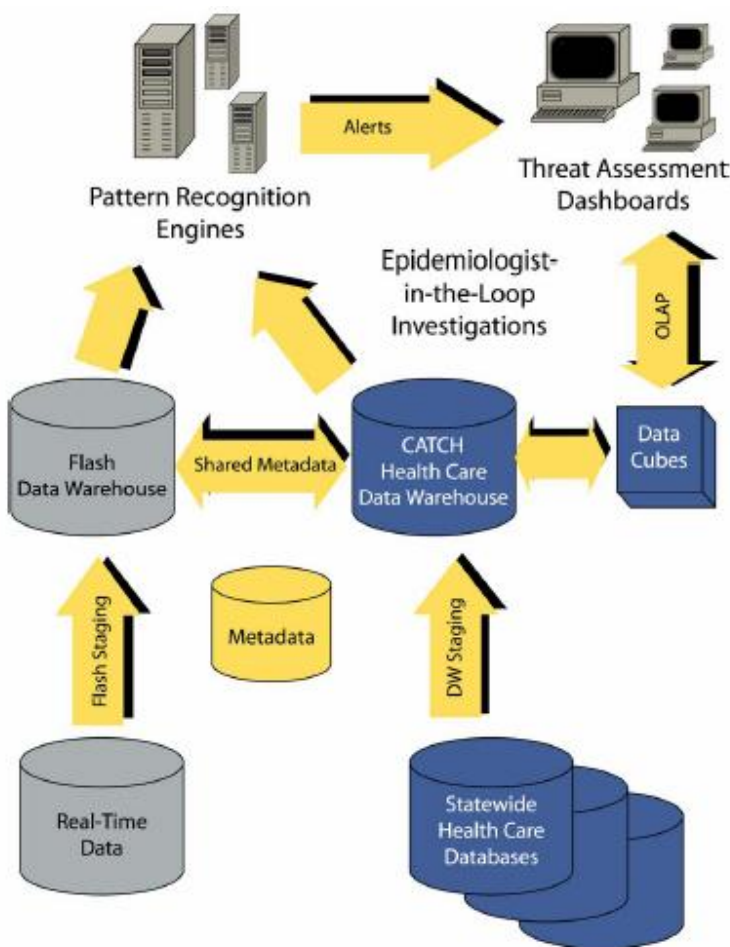 Alerts
Pattern Recognition
Engines
Threat Assessment
Dashboards
Epidemiologist-
in-the-Loop
Investigations
OLAP
Flash
Data Warehouse
Shared Metadata
CATCH
Health Care
Data Warehouse
Data
Cubes
Flash Staging
Metadata
DW Staging
Real-Time
Data
Statewide
Health Care
Databases